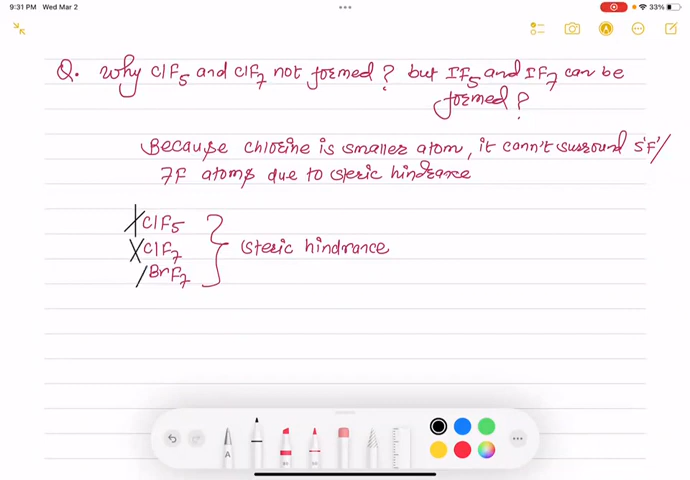 9:31 PM Wed Mar 2
33%
Q. why ClF5 and ClF7 not formed? but IF5 and IF7 can be
formed?
Because chlorine is smaller atom, it cann't surround 5'F'/
7F atoms due to steric hindrance
ClF5
ClF7
BrF7
steric hindrance
A